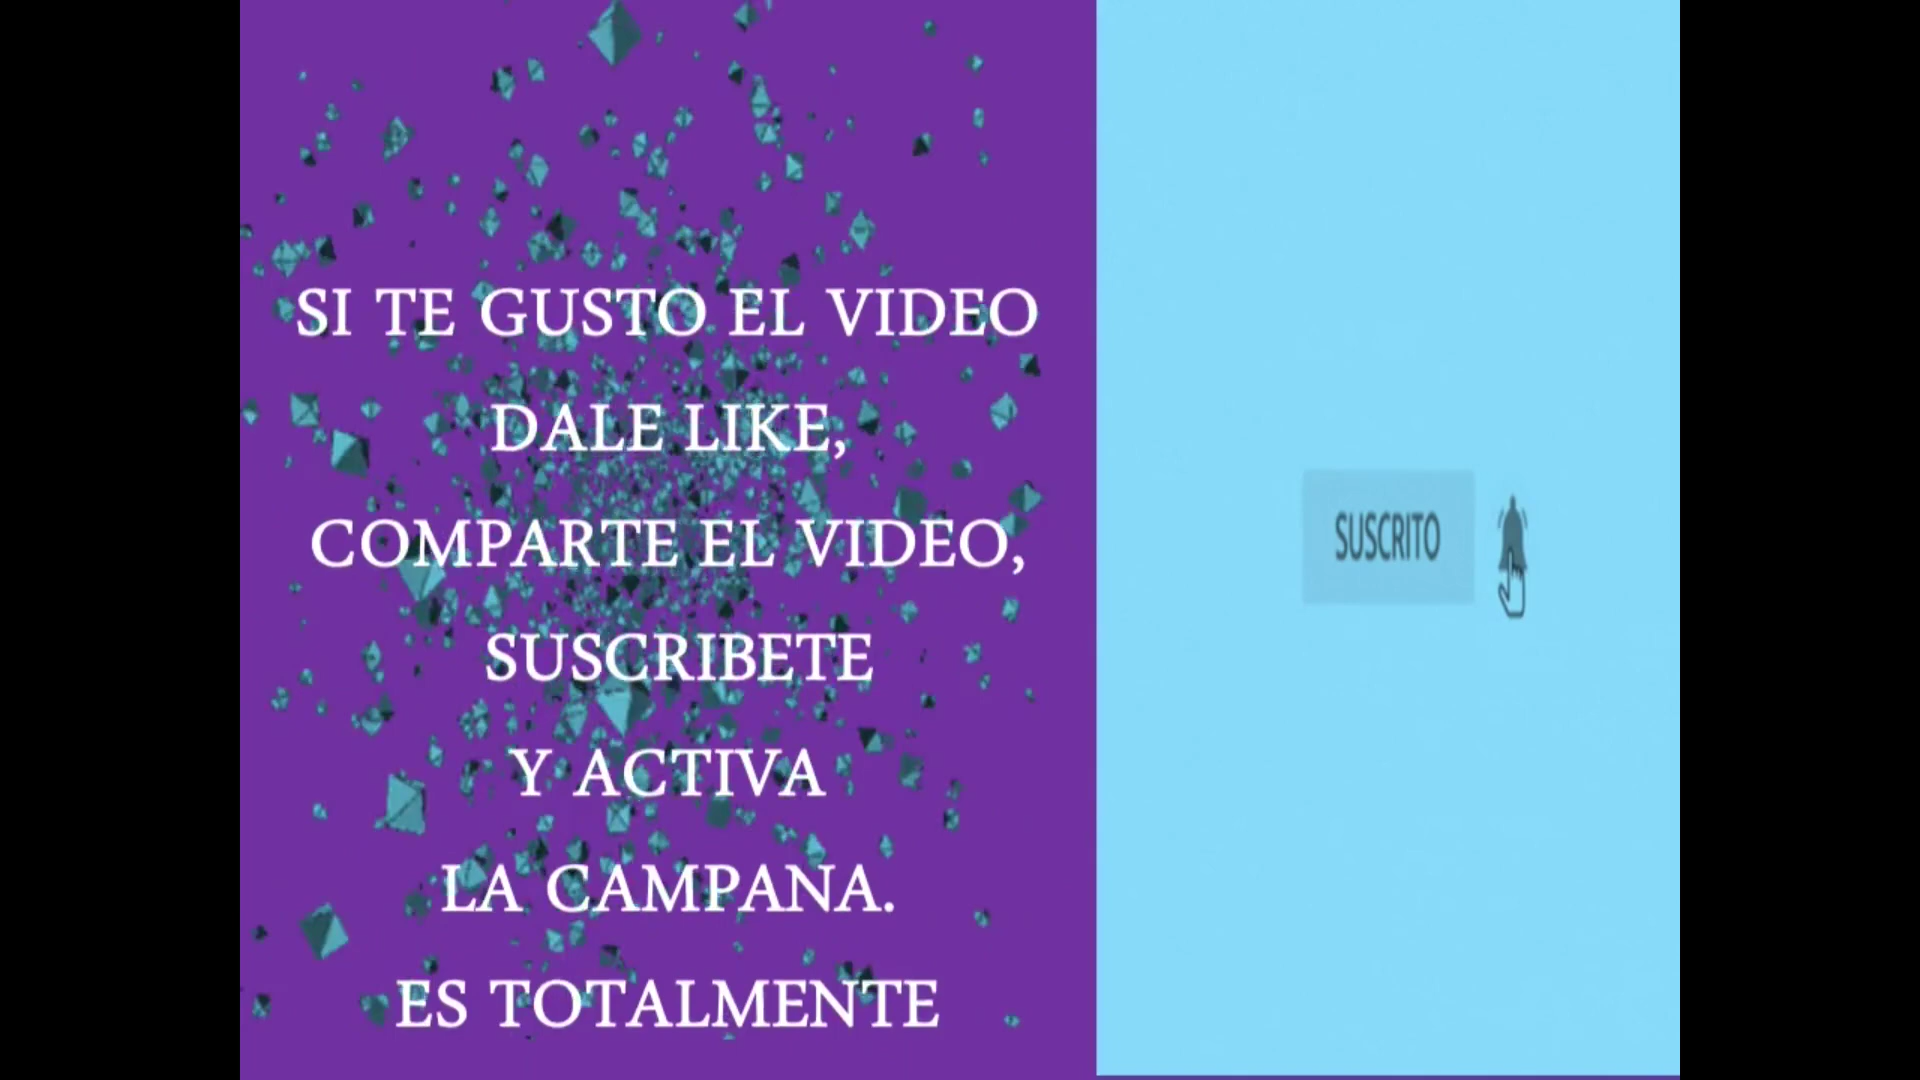 SI TE GUSTO EL VIDEO
DALE LIKE,
COMPARTE EL VIDEO,
SUSCRIBETE
Y ACTIVA
LA CAMPANA.
ES TOTALMENTE
SUSCRITO